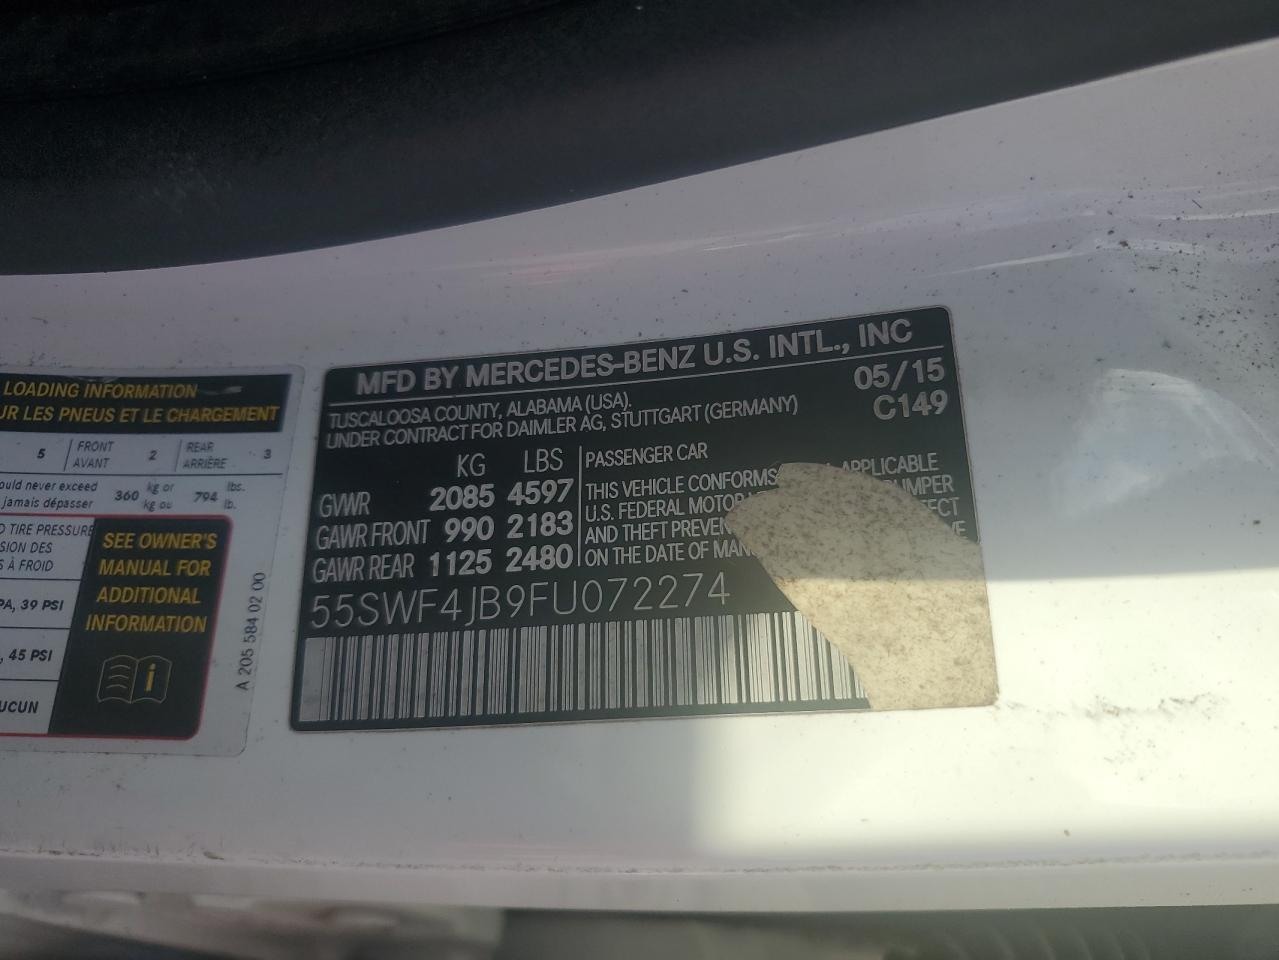 LOADING INFORMATION
UR LES PNEUS ET LE CHARGEMENT
5 FRONT AVANT 2 REAR ARRIÈRE 3
ould never exceed
jamais dépasser 360 kg or kg ou 794 lbs. lb.
D TIRE PRESSURE
SION DES
S À FROID
PA, 39 PSI
, 45 PSI
UCUN
SEE OWNER'S
MANUAL FOR
ADDITIONAL
INFORMATION
i
A 205 584 02 00
MFD BY MERCEDES-BENZ U.S. INTL., INC
TUSCALOOSA COUNTY, ALABAMA (USA). 05/15
UNDER CONTRACT FOR DAIMLER AG, STUTTGART (GERMANY) C149
KG LBS
GVWR 2085 4597
GAWR FRONT 990 2183
GAWR REAR 1125 2480
PASSENGER CAR
THIS VEHICLE CONFORMS APPLICABLE
U.S. FEDERAL MOTOR UMPER
AND THEFT PREVEN ECT
ON THE DATE OF MAN VE
55SWF4JB9FU072274